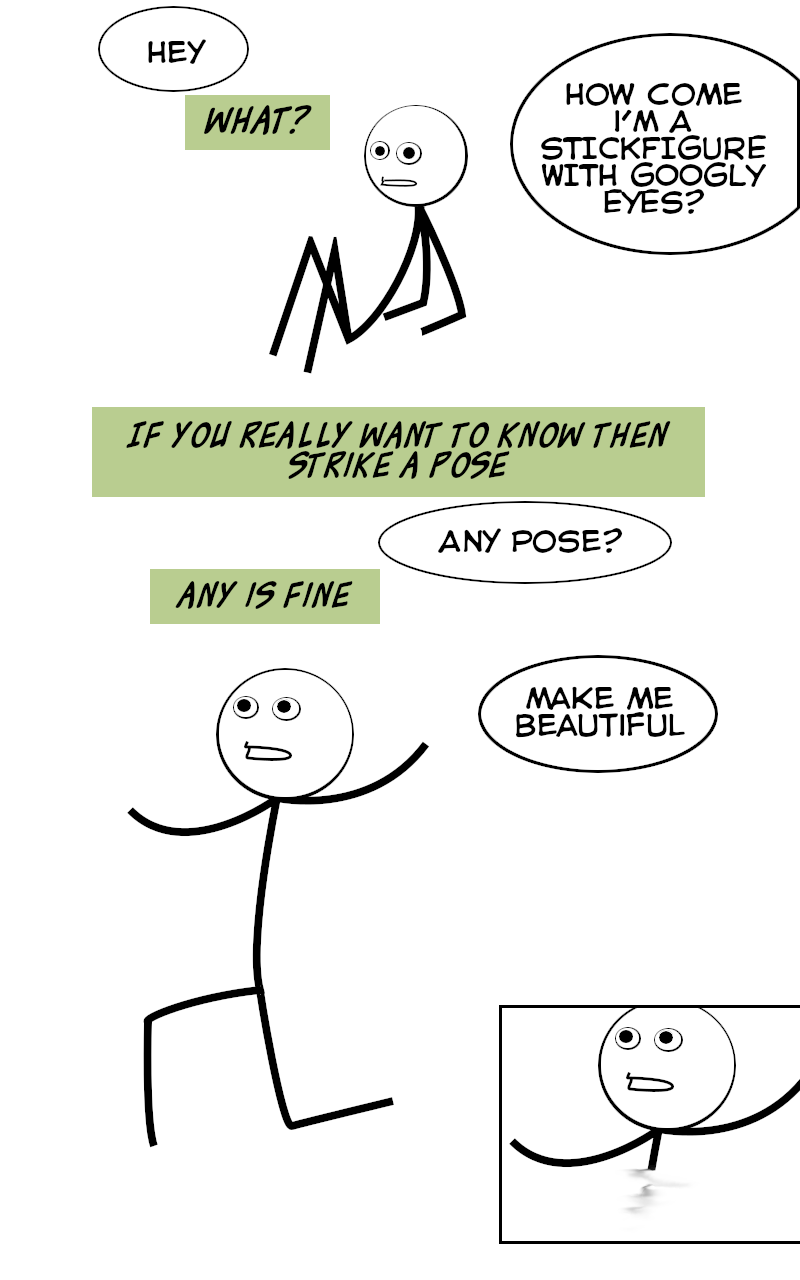 HEY
WHAT?
HOW COME
I'M A
STICKFIGURE
WITH GOOGLY
EYES?
IF YOU REALLY WANT TO KNOW THEN
STRIKE A POSE
ANY POSE?
ANY IS FINE
MAKE ME
BEAUTIFUL